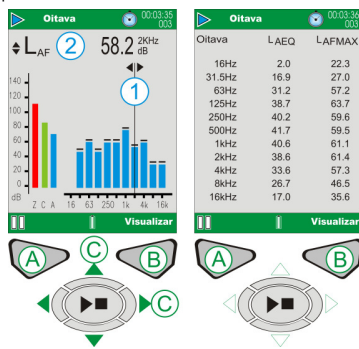 Oitava 00:03:35
003
LAF 2 58.2 2KHz
dB
1
140
120
100
80
60
40
20
0
dB
Z C A 16 63 250 1k 4k 16k
Visualizar
A C B
C
Oitava 00:03:36
003
Oitava LAEQ LAFMAX
16Hz 2.0 22.3
31.5Hz 16.9 27.0
63Hz 31.2 57.2
125Hz 38.7 63.7
250Hz 40.2 59.6
500Hz 41.7 59.5
1kHz 40.6 61.1
2kHz 38.6 61.4
4kHz 33.6 57.3
8kHz 26.7 46.5
16kHz 17.0 35.6
Visualizar
A B